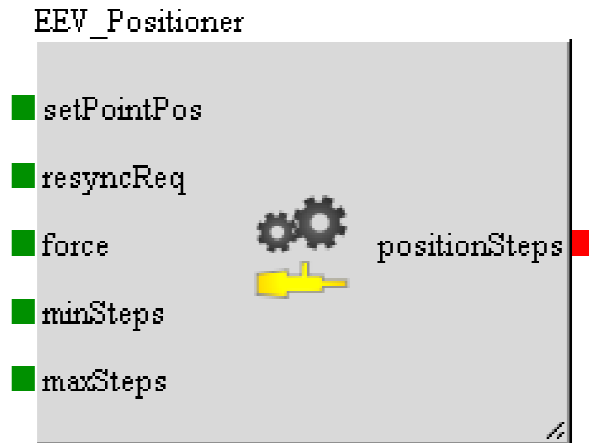 EEV_Positioner
setPointPos
resyncReq
force
positionSteps
minSteps
maxSteps